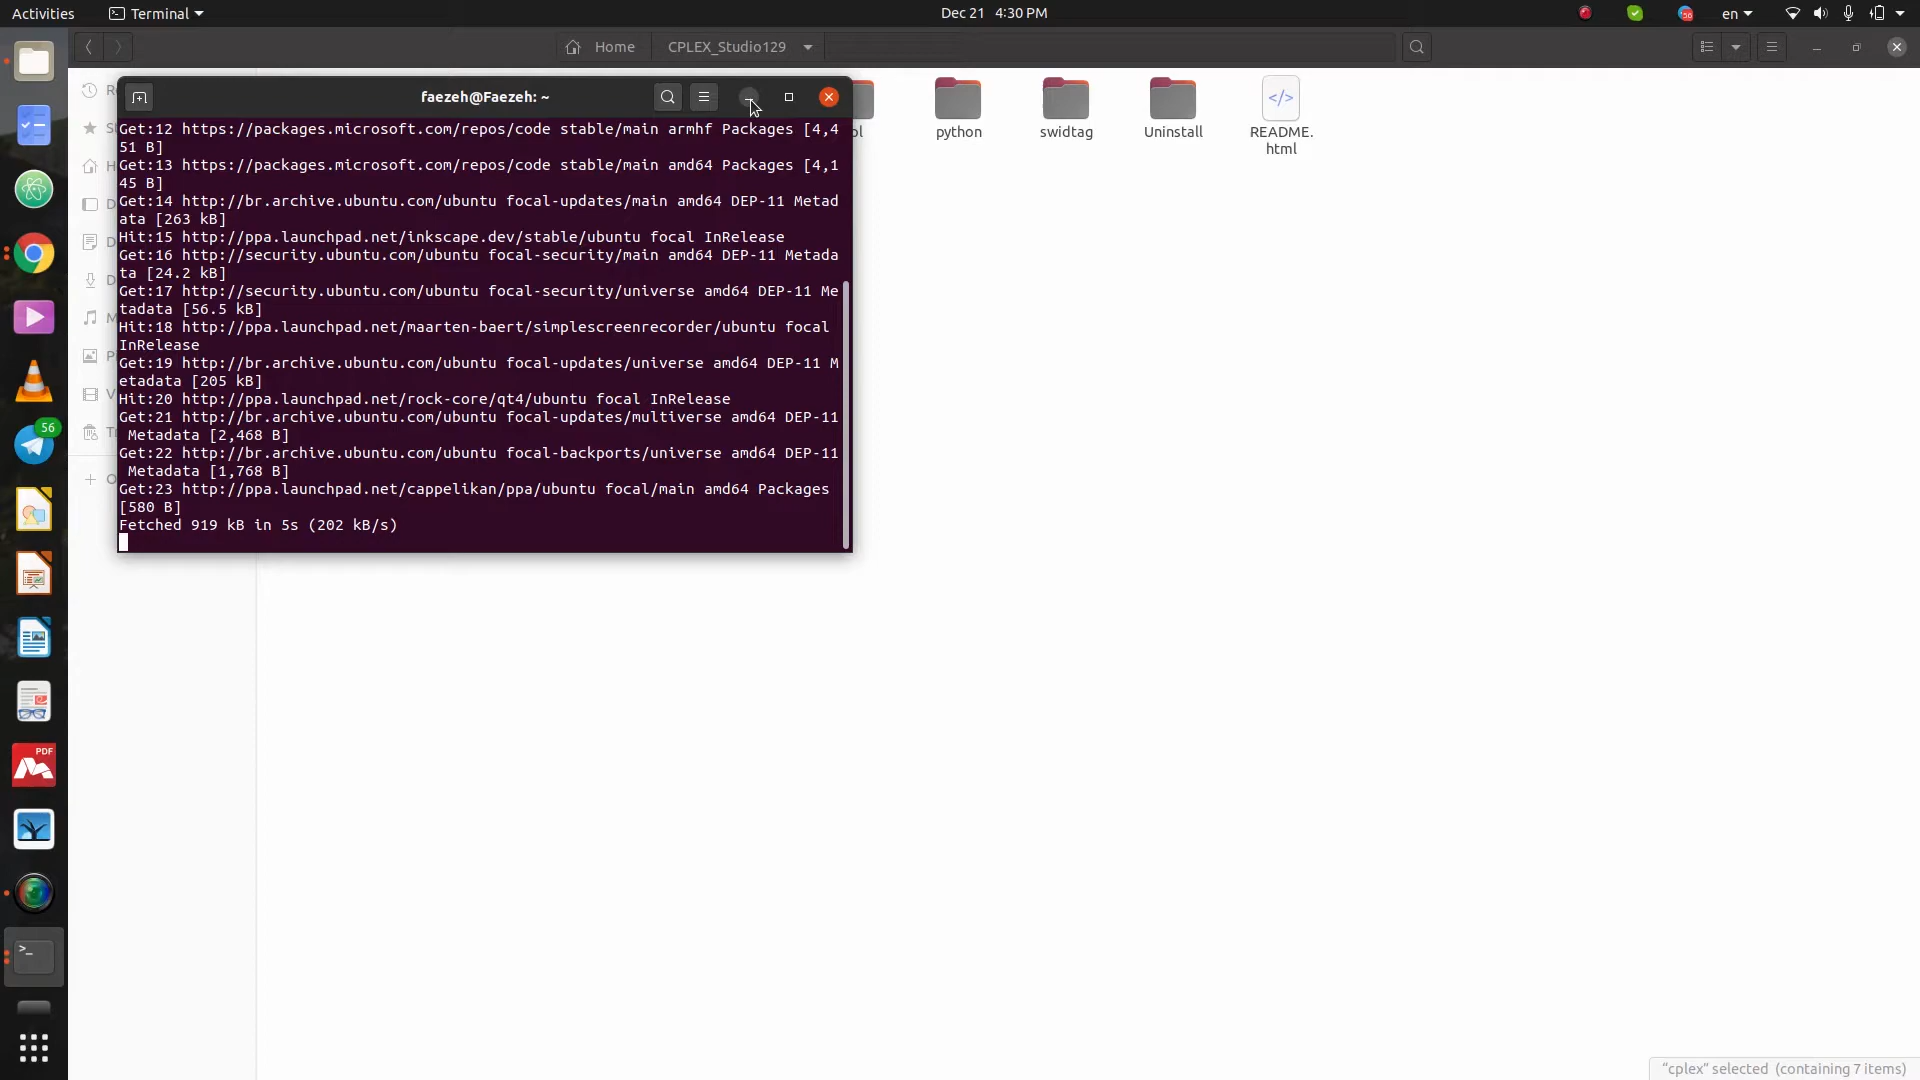 Activities
Terminal
Dec 21 4:30 PM
56
en
Home
CPLEX_Studio129
faezeh@Faezeh: ~
Get:12 https://packages.microsoft.com/repos/code stable/main armhf Packages [4,4
51 B]
Get:13 https://packages.microsoft.com/repos/code stable/main amd64 Packages [4,1
45 B]
Get:14 http://br.archive.ubuntu.com/ubuntu focal-updates/main amd64 DEP-11 Metad
ata [263 kB]
Hit:15 http://ppa.launchpad.net/inkscape.dev/stable/ubuntu focal InRelease
Get:16 http://security.ubuntu.com/ubuntu focal-security/main amd64 DEP-11 Metada
ta [24.2 kB]
Get:17 http://security.ubuntu.com/ubuntu focal-security/universe amd64 DEP-11 Me
tadata [56.5 kB]
Hit:18 http://ppa.launchpad.net/maarten-baert/simplescreenrecorder/ubuntu focal
InRelease
Get:19 http://br.archive.ubuntu.com/ubuntu focal-updates/universe amd64 DEP-11 M
etadata [205 kB]
Hit:20 http://ppa.launchpad.net/rock-core/qt4/ubuntu focal InRelease
Get:21 http://br.archive.ubuntu.com/ubuntu focal-updates/multiverse amd64 DEP-11
Metadata [2,468 B]
Get:22 http://br.archive.ubuntu.com/ubuntu focal-backports/universe amd64 DEP-11
Metadata [1,768 B]
Get:23 http://ppa.launchpad.net/cappelikan/ppa/ubuntu focal/main amd64 Packages
[580 B]
Fetched 919 kB in 5s (202 kB/s)
python
swidtag
Uninstall
README.
html
56
PDF
"cplex" selected (containing 7 items)